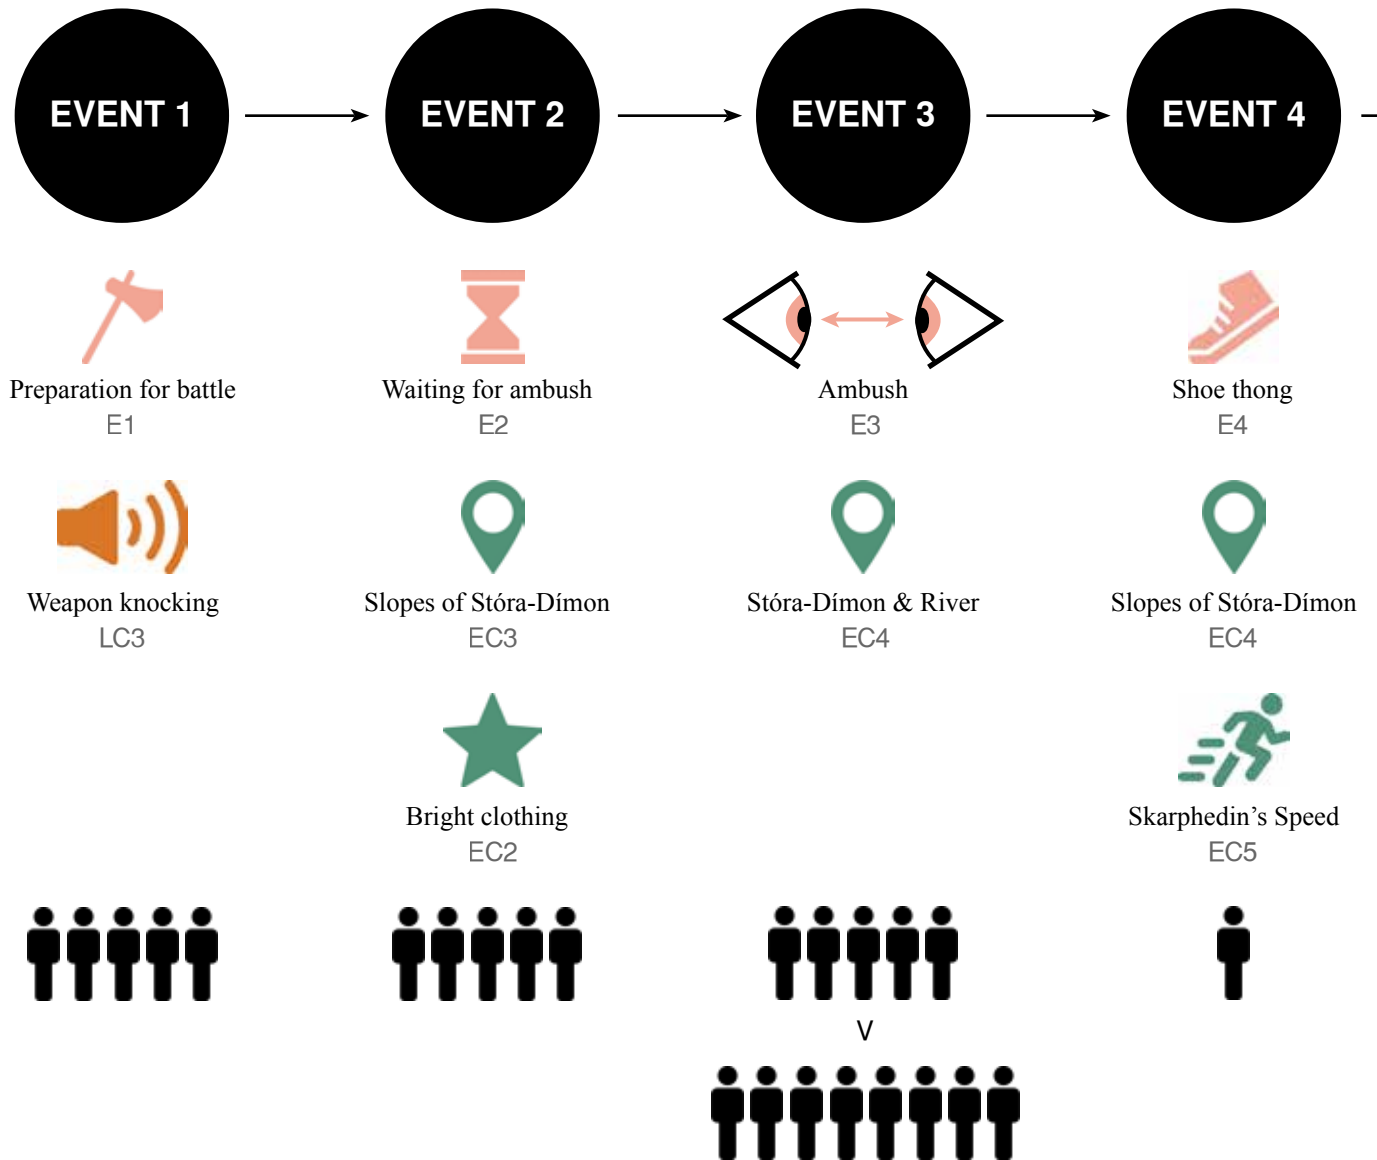 EVENT 1
EVENT 2
EVENT 3
EVENT 4
Preparation for battle
E1
Waiting for ambush
E2
Ambush
E3
Shoe thong
E4
Weapon knocking
LC3
Slopes of Stóra-Dímon
EC3
Stóra-Dímon & River
EC4
Slopes of Stóra-Dímon
EC4
Bright clothing
EC2
Skarphedin’s Speed
EC5
V